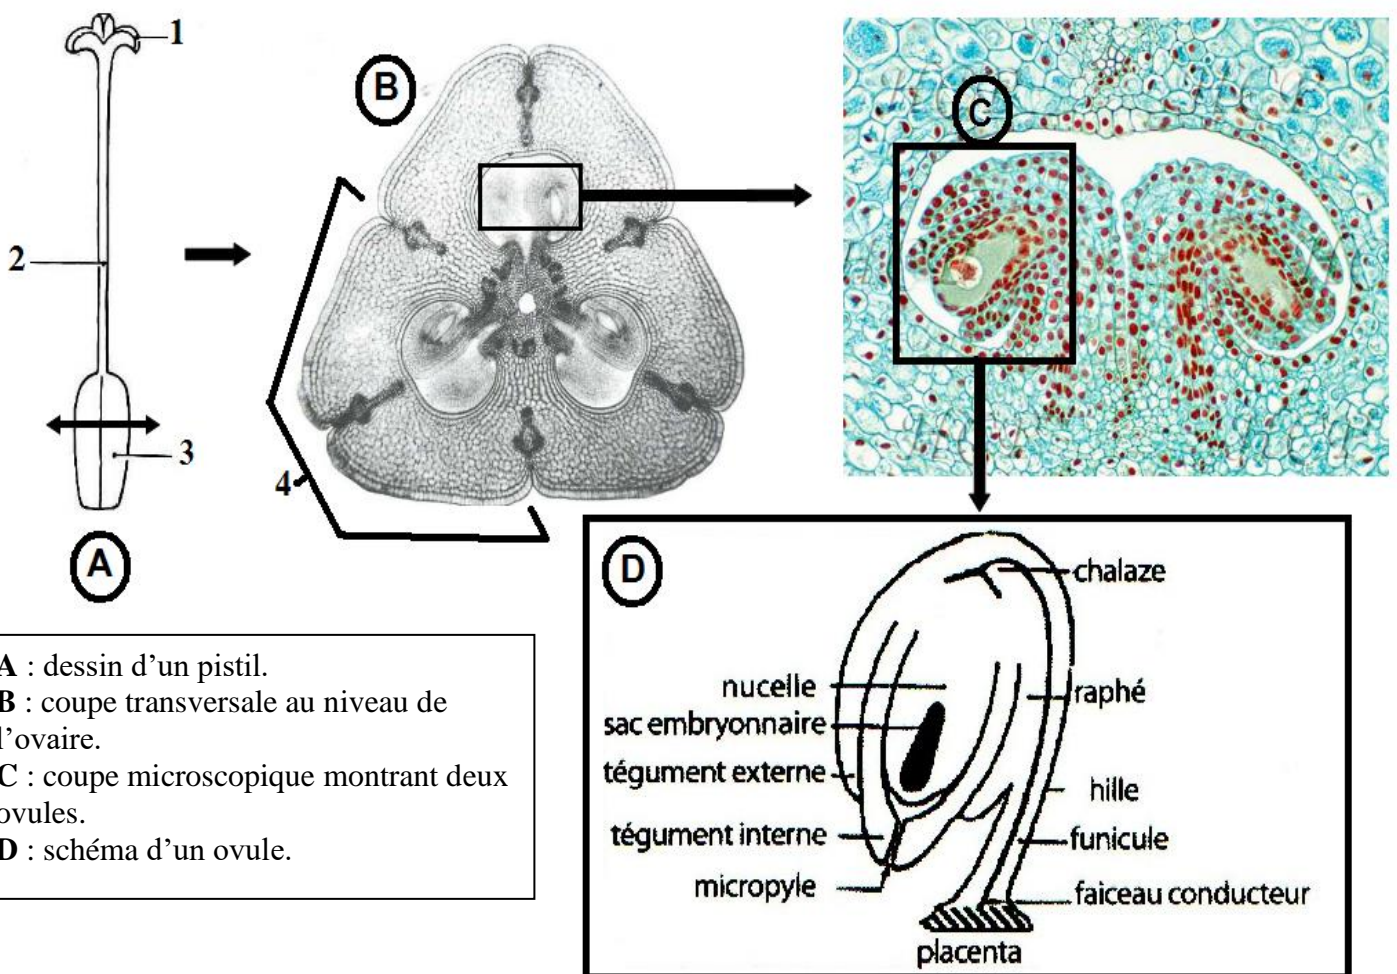 1
2
3
A
B
4
C
A : dessin d'un pistil.
B : coupe transversale au niveau de
l'ovaire.
C : coupe microscopique montrant deux
ovules.
D : schéma d'un ovule.
D
chalaze
nucelle
raphé
sac embryonnaire
tégument externe
hille
tégument interne
funicule
micropyle
faiceau conducteur
placenta